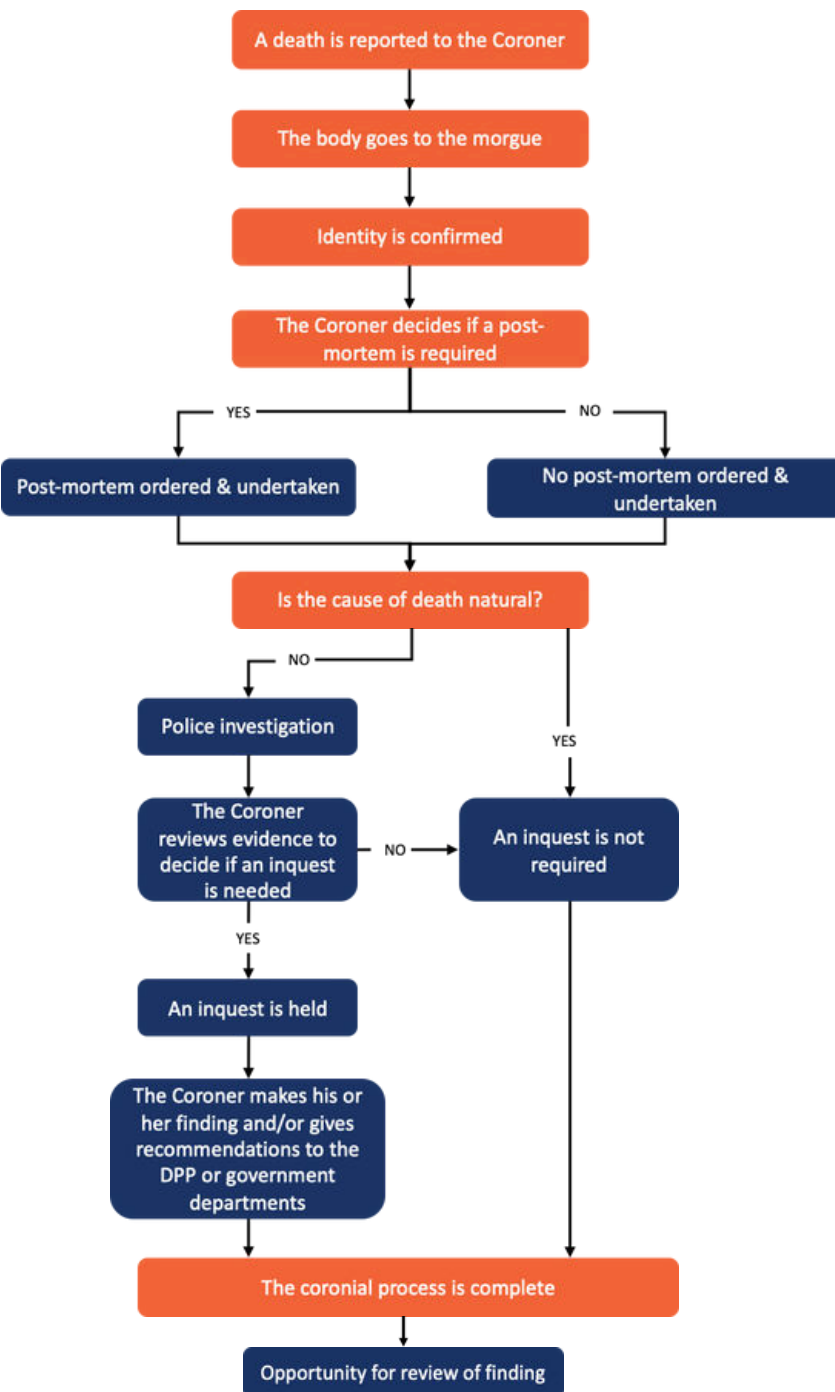 A death is reported to the Coroner
The body goes to the morgue
Identity is confirmed
The Coroner decides if a post-
mortem is required
YES
NO
Post-mortem ordered & undertaken
No post-mortem ordered &
undertaken
Is the cause of death natural?
NO
Police investigation
YES
The Coroner
reviews evidence to
decide if an inquest
is needed
NO
An inquest is not
required
YES
An inquest is held
The Coroner makes his or
her finding and/or gives
recommendations to the
DPP or government
departments
The coronial process is complete
Opportunity for review of finding